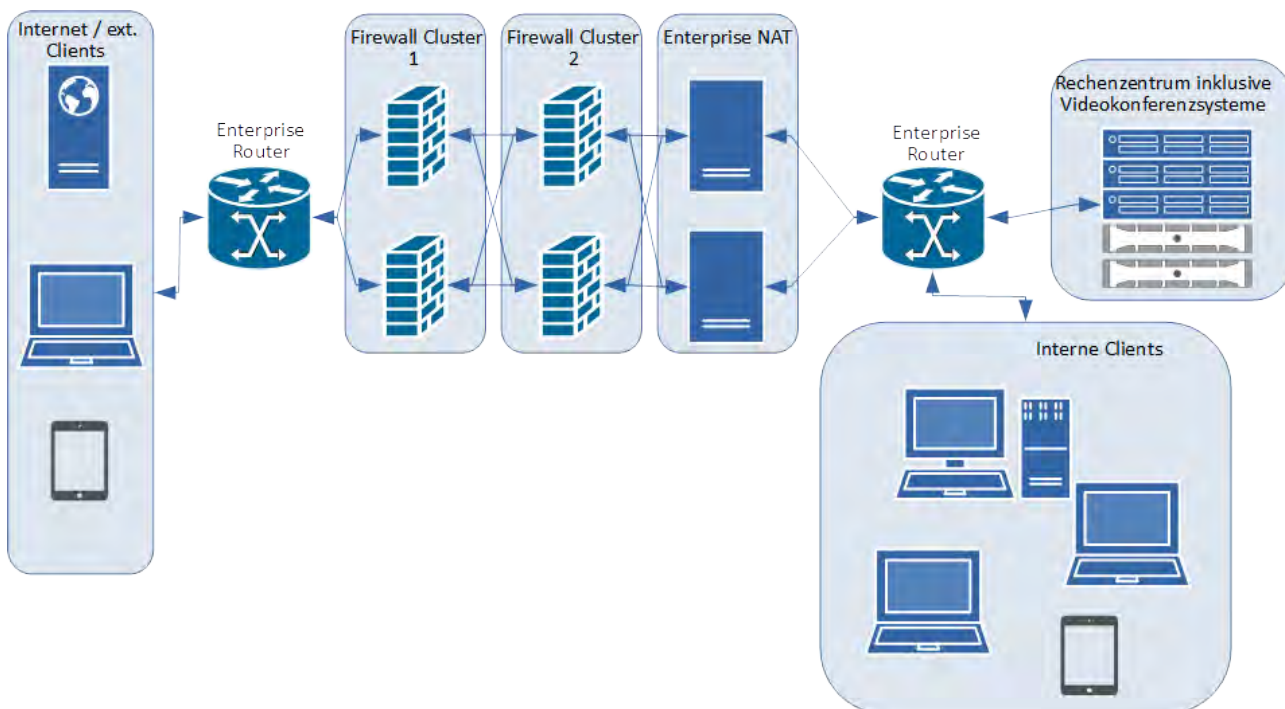 Internet / ext.
Clients
Enterprise
Router
Firewall Cluster
1
Firewall Cluster
2
Enterprise NAT
Enterprise
Router
Rechenzentrum inklusive
Videokonferenzsysteme
Interne Clients